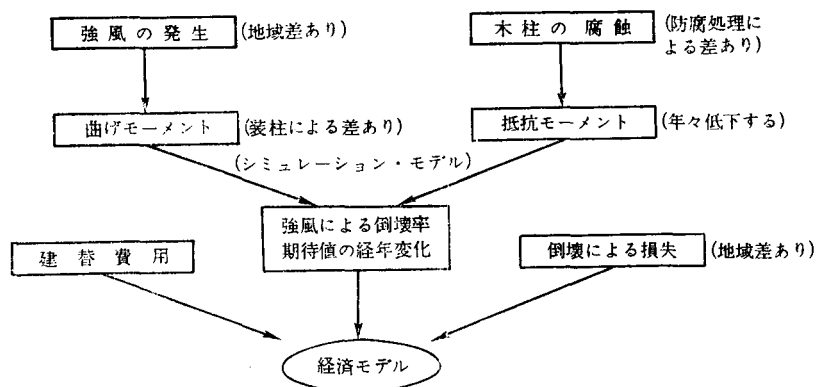 強風の発生 (地域差あり)
木柱の腐蝕 (防腐処理に
よる差あり)
曲げモーメント (装柱による差あり)
抵抗モーメント (年々低下する)
(シミュレーション・モデル)
強風による倒壊率
期待値の経年変化
建替費用
倒壊による損失 (地域差あり)
経済モデル